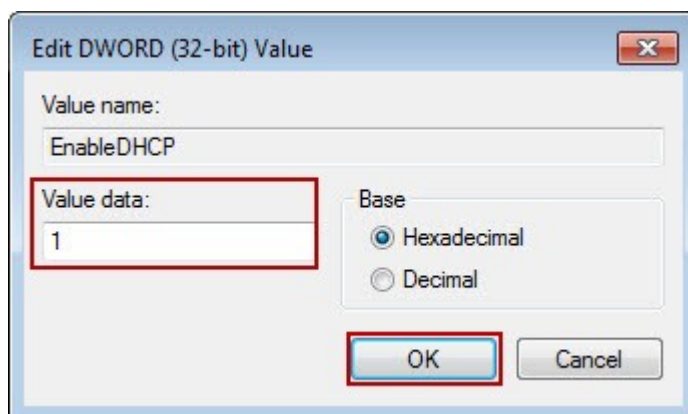 Edit DWORD (32-bit) Value
Value name:
EnableDHCP
Value data:
1
Base
Hexadecimal
Decimal
OK
Cancel